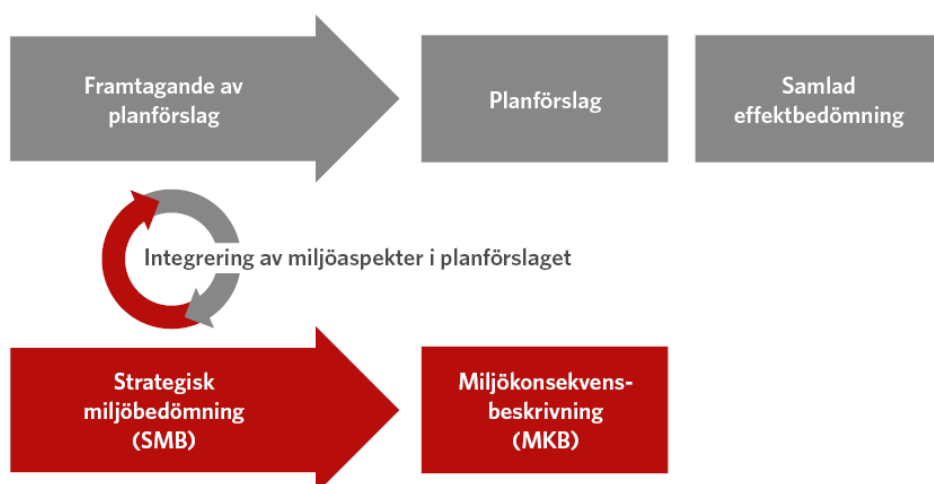 Framtagande av
planförslag
Planförslag
Samlad
effektbedömning
Integrering av miljöaspekter i planförslaget
Strategisk
miljöbedömning
(SMB)
Miljökonsekvens-
beskrivning
(MKB)